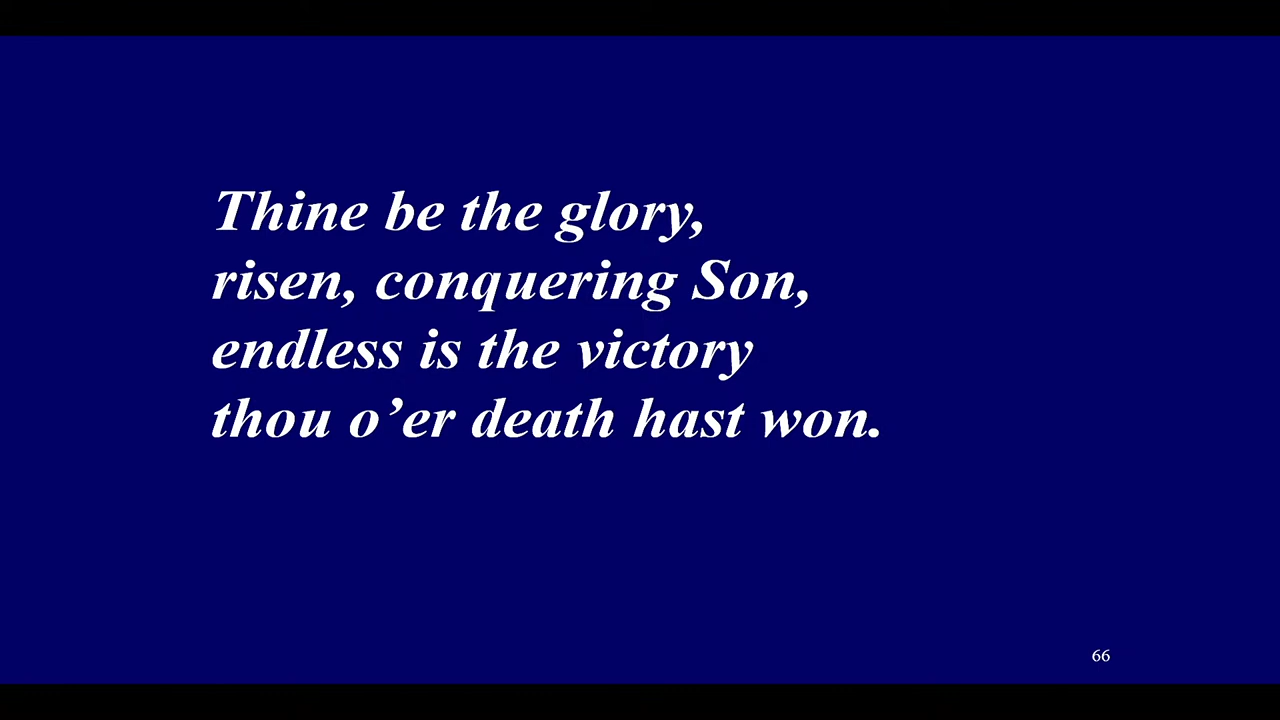 Thine be the glory,
risen, conquering Son,
endless is the victory
thou o’er death hast won.
66